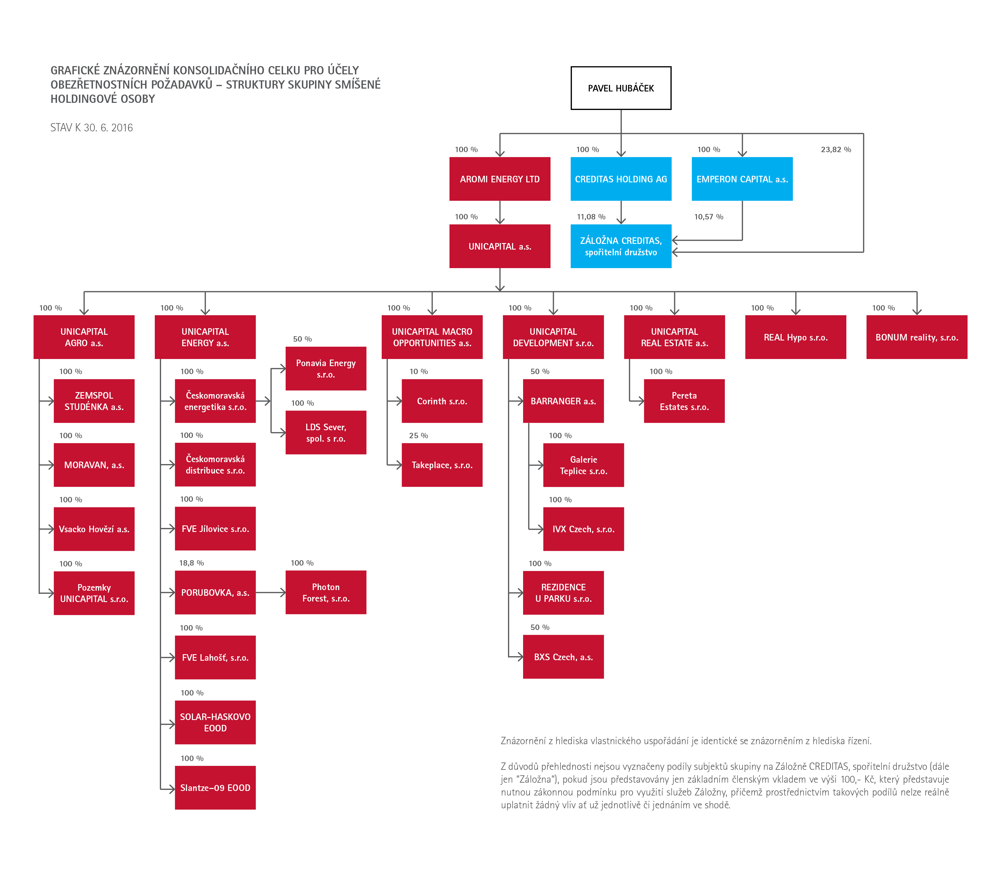 GRAFICKÉ ZNÁZORNĚNÍ KONSOLIDAČNÍHO CELKU PRO ÚČELY
OBEZŘETNOSTNÍCH POŽADAVKŮ – STRUKTURY SKUPINY SMÍŠENÉ
HOLDINGOVÉ OSOBY
STAV K 30. 6. 2016
PAVEL HUBÁČEK
100 %
100 %
100 %
23,82 %
AROMI ENERGY LTD
CREDITAS HOLDING AG
EMPERON CAPITAL a.s.
100 %
11,08 %
10,57 %
UNICAPITAL a.s.
ZÁLOŽNA CREDITAS,
spořitelní družstvo
100 %
100 %
100 %
100 %
100 %
100 %
100 %
UNICAPITAL
AGRO a.s.
UNICAPITAL
ENERGY a.s.
UNICAPITAL MACRO
OPPORTUNITIES a.s.
UNICAPITAL
DEVELOPMENT s.r.o.
UNICAPITAL
REAL ESTATE a.s.
REAL Hypo s.r.o.
BONUM reality, s.r.o.
100 %
ZEMSPOL
STUDÉNKA a.s.
100 %
MORAVAN, a.s.
100 %
Vsacko Hovězí a.s.
100 %
Pozemky
UNICAPITAL s.r.o.
100 %
Českomoravská
energetika s.r.o.
50 %
Ponavia Energy
s.r.o.
100 %
LDS Sever,
spol. s r.o.
100 %
Českomoravská
distribuce s.r.o.
100 %
FVE Jílovice s.r.o.
18,8 %
PORUBOVKA, a.s.
100 %
Photon
Forest, s.r.o.
100 %
FVE Lahošť, s.r.o.
100 %
SOLAR-HASKOVO
EOOD
100 %
Slantze–09 EOOD
10 %
Corinth s.r.o.
25 %
Takeplace, s.r.o.
50 %
BARRANGER a.s.
100 %
Galerie
Teplice s.r.o.
100 %
IVX Czech, s.r.o.
100 %
REZIDENCE
U PARKU s.r.o.
50 %
BXS Czech, a.s.
100 %
Pereta
Estates s.r.o.
Znázornění z hlediska vlastnického uspořádání je identické se znázorněním z hlediska řízení.
Z důvodů přehlednosti nejsou vyznačeny podíly subjektů skupiny na Záložně CREDITAS, spořitelní družstvo (dále
jen “Záložna“), pokud jsou představovány jen základním členským vkladem ve výši 100,- Kč, který představuje
nutnou zákonnou podmínku pro využití služeb Záložny, přičemž prostřednictvím takových podílů nelze reálně
uplatnit žádný vliv ať už jednotlivě či jednáním ve shodě.